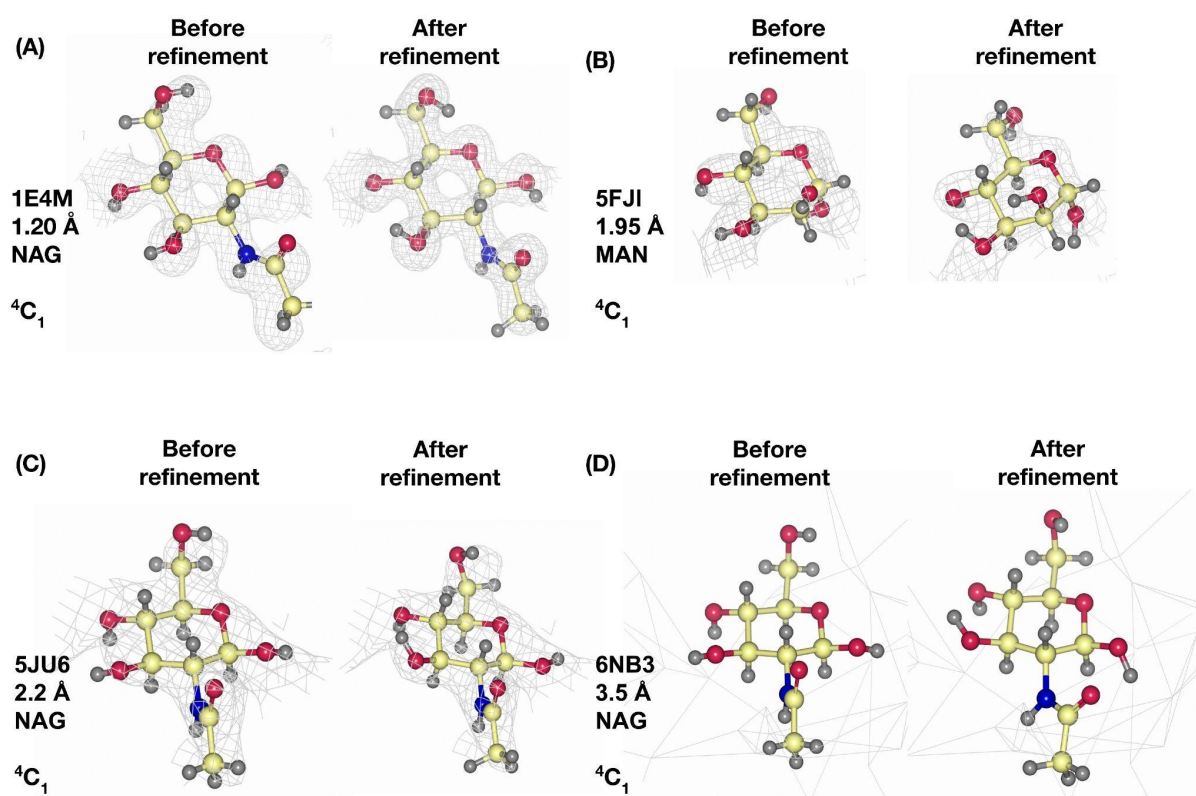 (A)
Before
refinement
After
refinement
1E4M
1.20 Å
NAG
⁴C₁
(B)
Before
refinement
After
refinement
5FJI
1.95 Å
MAN
⁴C₁
(C)
Before
refinement
After
refinement
5JU6
2.2 Å
NAG
⁴C₁
(D)
Before
refinement
After
refinement
6NB3
3.5 Å
NAG
⁴C₁